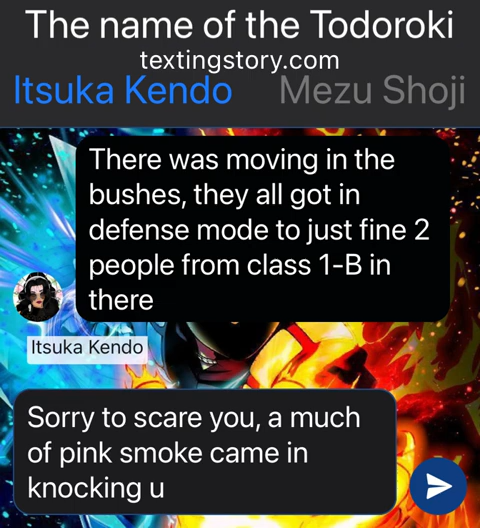 The name of the Todoroki
textingstory.com
Itsuka Kendo Mezu Shoji
There was moving in the
bushes, they all got in
defense mode to just fine 2
people from class 1-B in
there
Itsuka Kendo
Sorry to scare you, a much
of pink smoke came in
knocking u